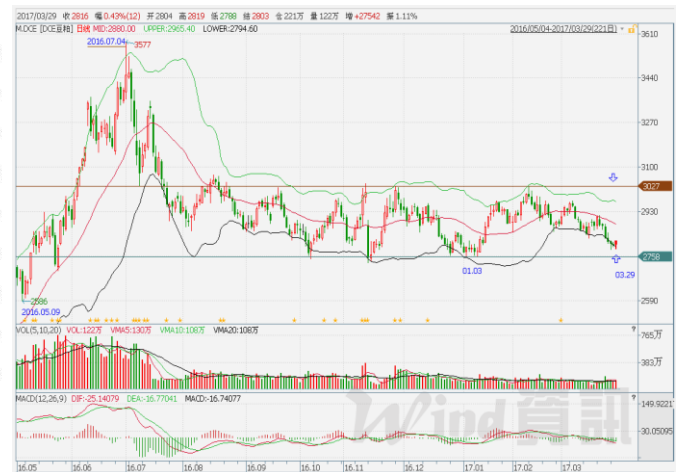 2017/03/29 收 2816 幅 0.43%(12) 开 2804 高 2819 低 2788 结 2803 仓 221万 量 122万 增 +27542 振 1.11%
M.DCE [DCE豆粕] 日线 MID:2880.00 UPPER:2965.40 LOWER:2794.60 2016/05/04-2017/03/29(221日)
2016.07.04
3577
3610
3440
3270
3100
3027
2930
2758
01.03
03.29
2586
2590
2016.05.09
VOL(5,10,20) VOL:122万 VMA5:130万 VMA10:108万 VMA20:108万 ?
765万
383万
MACD(12,26,9) DIF:-25.14079 DEA:-16.77041 MACD:-16.74077 ?
149.9221
30.05095
Wind 資訊
16.05 16.06 16.07 16.08 16.09 16.10 16.11 16.12 17.01 17.02 17.03